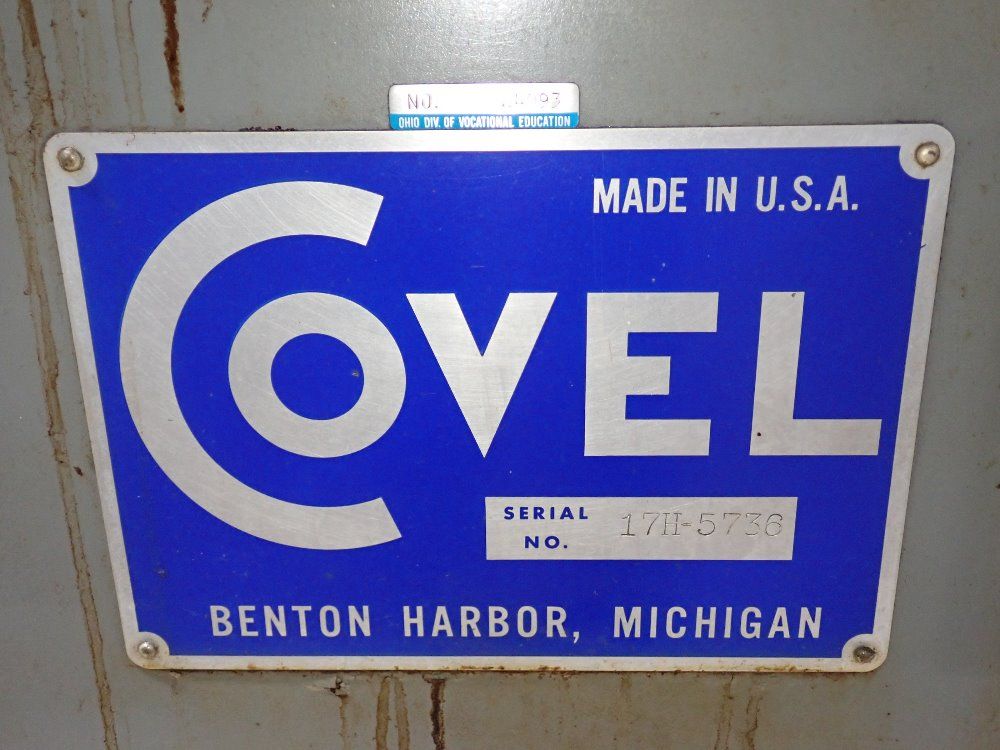 NO.
OHIO DIV. OF VOCATIONAL EDUCATION
MADE IN U.S.A.
COVEL
SERIAL NO. 17H-5736
BENTON HARBOR, MICHIGAN